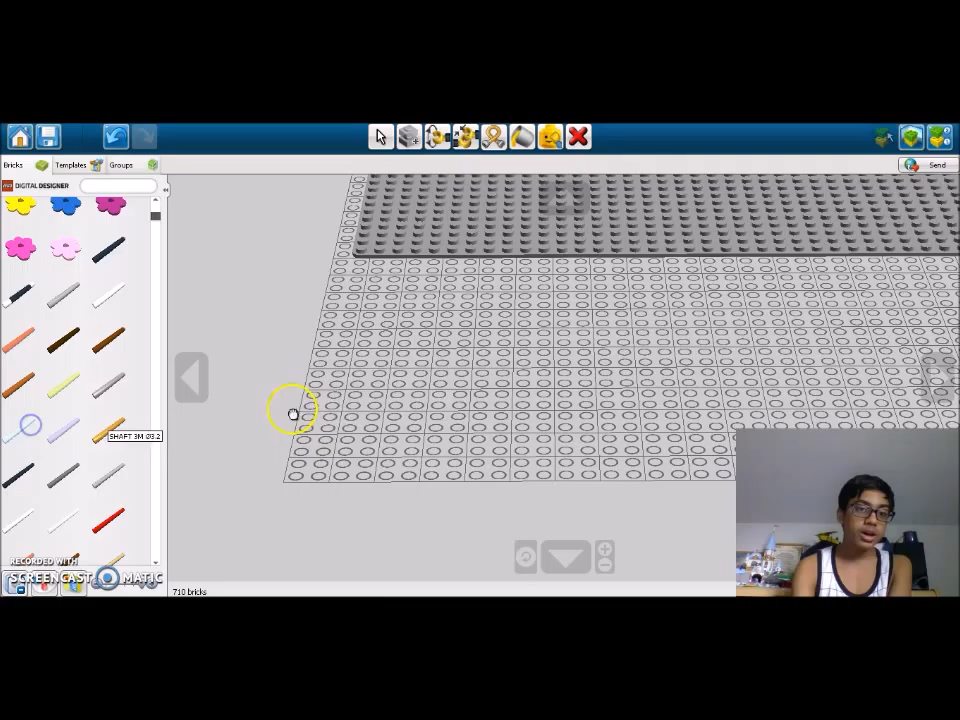 Bricks Templates Groups Send
DIGITAL DESIGNER
SHAFT 3M Ø3.2
RECORDED WITH
SCREENCAST MATIC
710 bricks